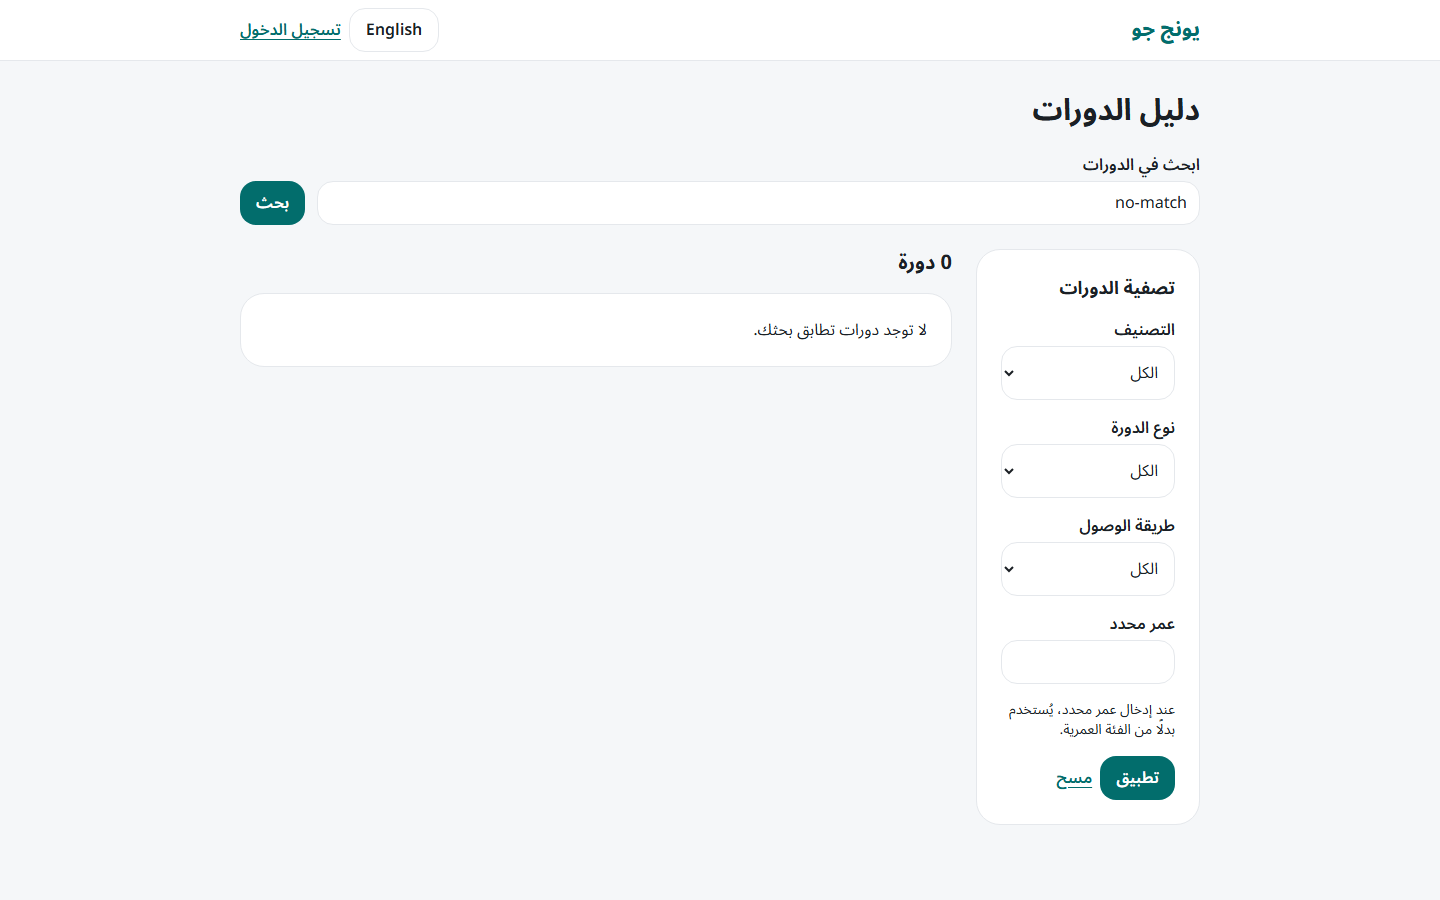 يونج جو
English
تسجيل الدخول
دليل الدورات
ابحث في الدورات
no-match
بحث
تصفية الدورات
التصنيف
الكل
نوع الدورة
الكل
طريقة الوصول
الكل
عمر محدد
عند إدخال عمر محدد، يُستخدم
بدلًا من الفئة العمرية.
تطبيق
مسح
0 دورة
لا توجد دورات تطابق بحثك.